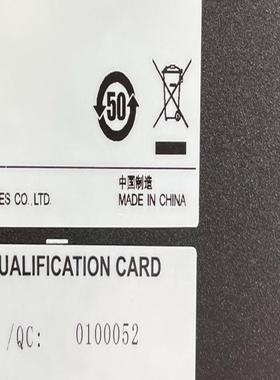 50
中国制造
ES CO.,LTD. MADE IN CHINA
UALIFICATION CARD
/QC: 0100052